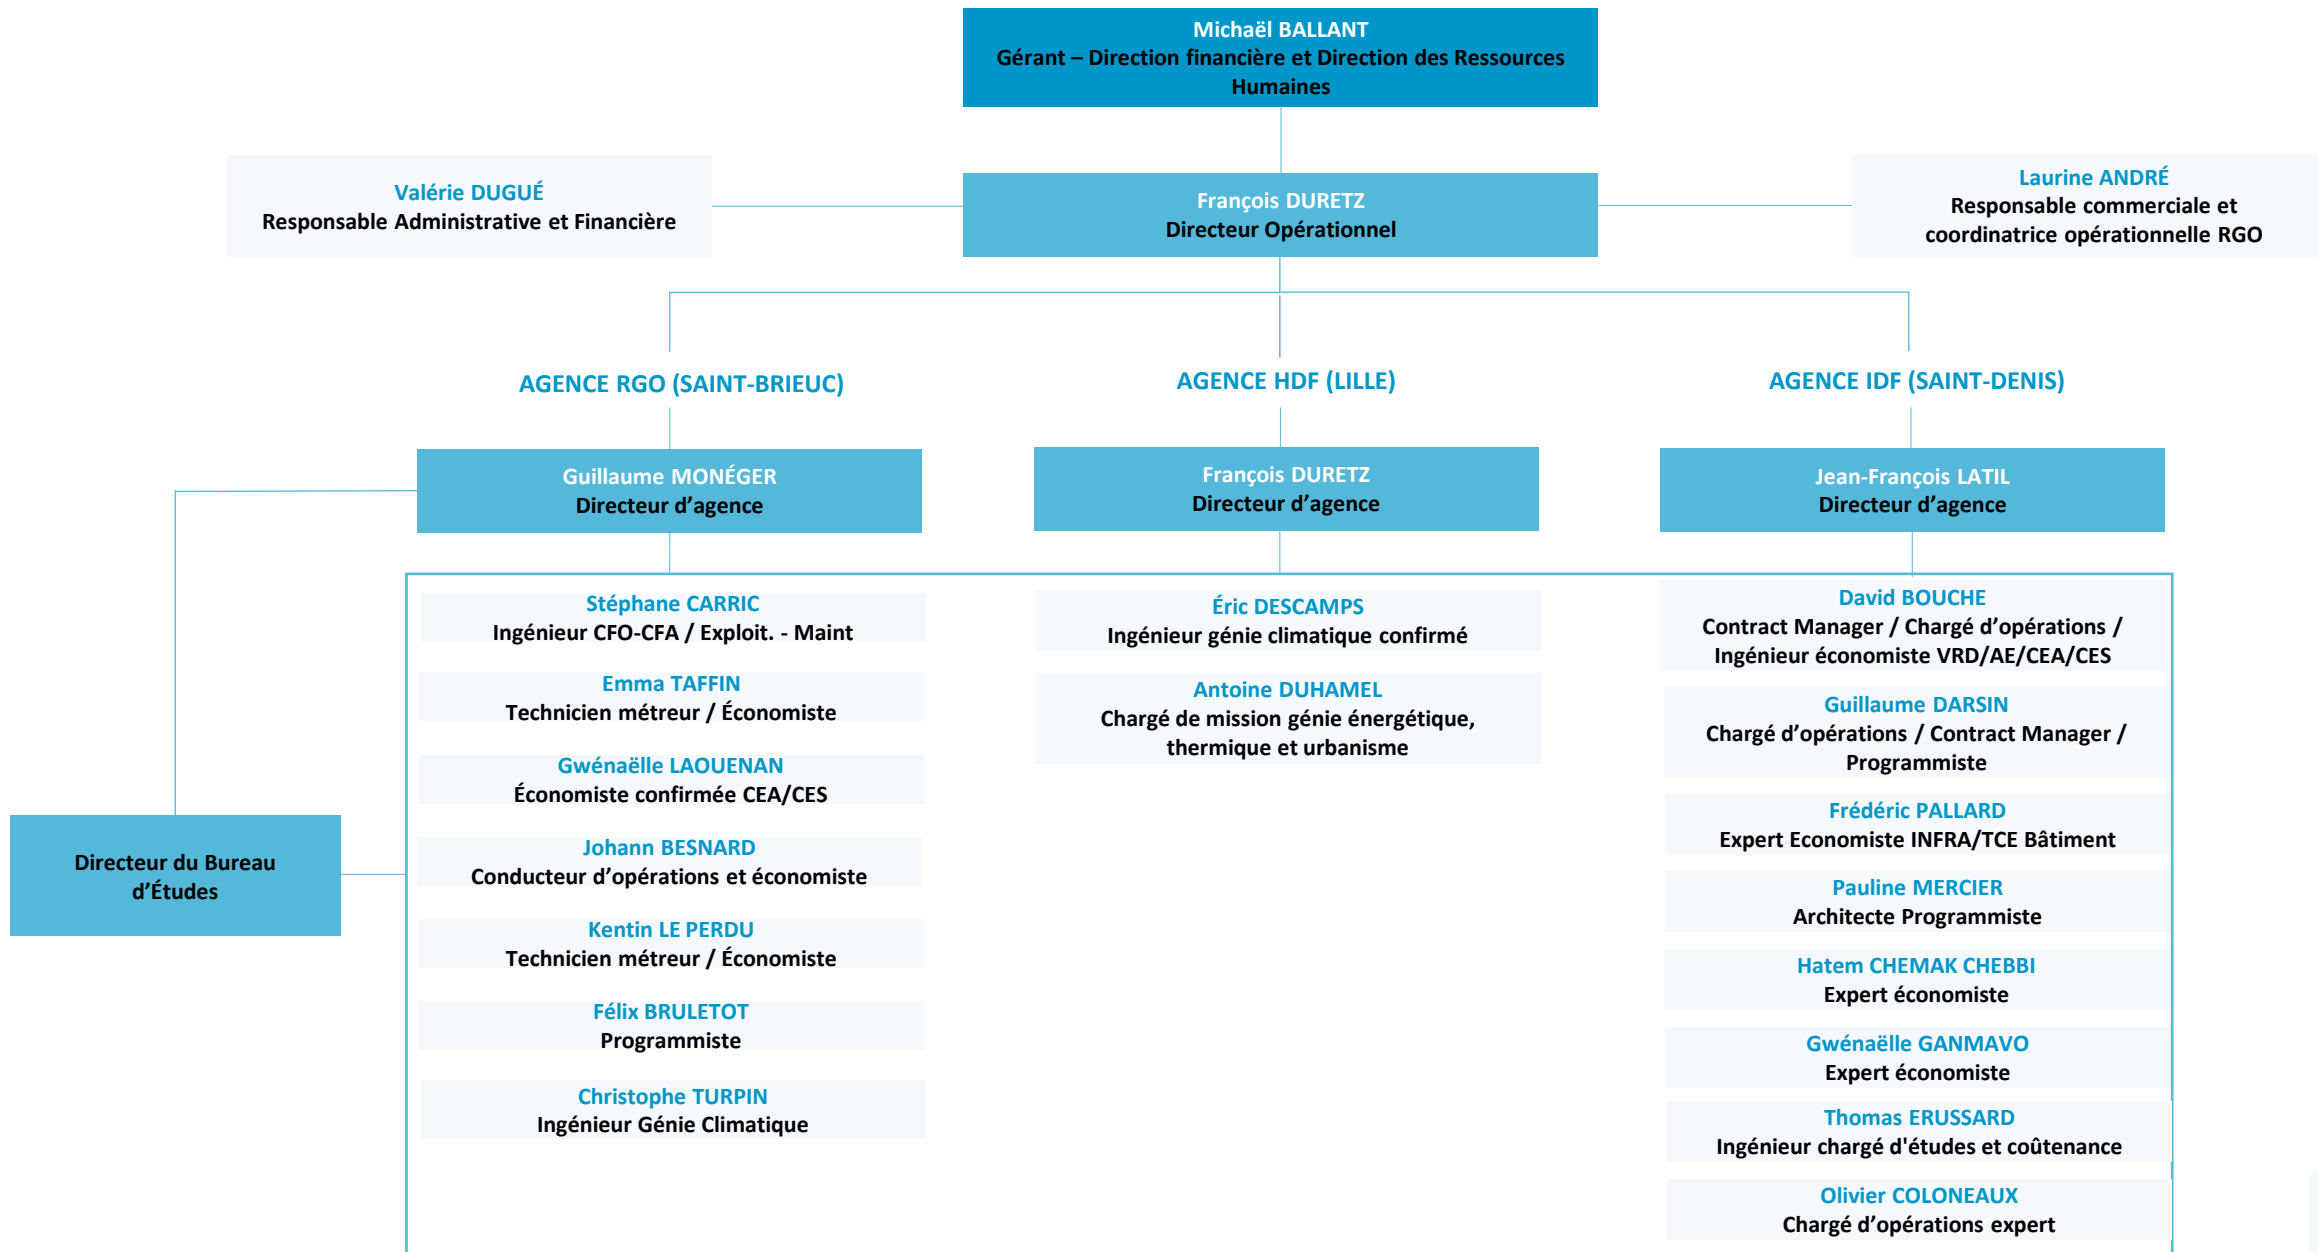 Michaël BALLANT
Gérant – Direction financière et Direction des Ressources
Humaines
Valérie DUGUÉ
Responsable Administrative et Financière
François DURETZ
Directeur Opérationnel
Laurine ANDRÉ
Responsable commerciale et
coordinatrice opérationnelle RGO
AGENCE RGO (SAINT-BRIEUC)
AGENCE HDF (LILLE)
AGENCE IDF (SAINT-DENIS)
Guillaume MONÉGER
Directeur d’agence
François DURETZ
Directeur d’agence
Jean-François LATIL
Directeur d’agence
Directeur du Bureau
d’Études
Stéphane CARRIC
Ingénieur CFO-CFA / Exploit. - Maint
Emma TAFFIN
Technicien métreur / Économiste
Gwénaëlle LAOUENAN
Économiste confirmée CEA/CES
Johann BESNARD
Conducteur d’opérations et économiste
Kentin LE PERDU
Technicien métreur / Économiste
Félix BRULETOT
Programmiste
Christophe TURPIN
Ingénieur Génie Climatique
Éric DESCAMPS
Ingénieur génie climatique confirmé
Antoine DUHAMEL
Chargé de mission génie énergétique,
thermique et urbanisme
David BOUCHE
Contract Manager / Chargé d’opérations /
Ingénieur économiste VRD/AE/CEA/CES
Guillaume DARSIN
Chargé d’opérations / Contract Manager /
Programmiste
Frédéric PALLARD
Expert Economiste INFRA/TCE Bâtiment
Pauline MERCIER
Architecte Programmiste
Hatem CHEMAK CHEBBI
Expert économiste
Gwénaëlle GANMAVO
Expert économiste
Thomas ERUSSARD
Ingénieur chargé d'études et coûtenance
Olivier COLONEAUX
Chargé d’opérations expert